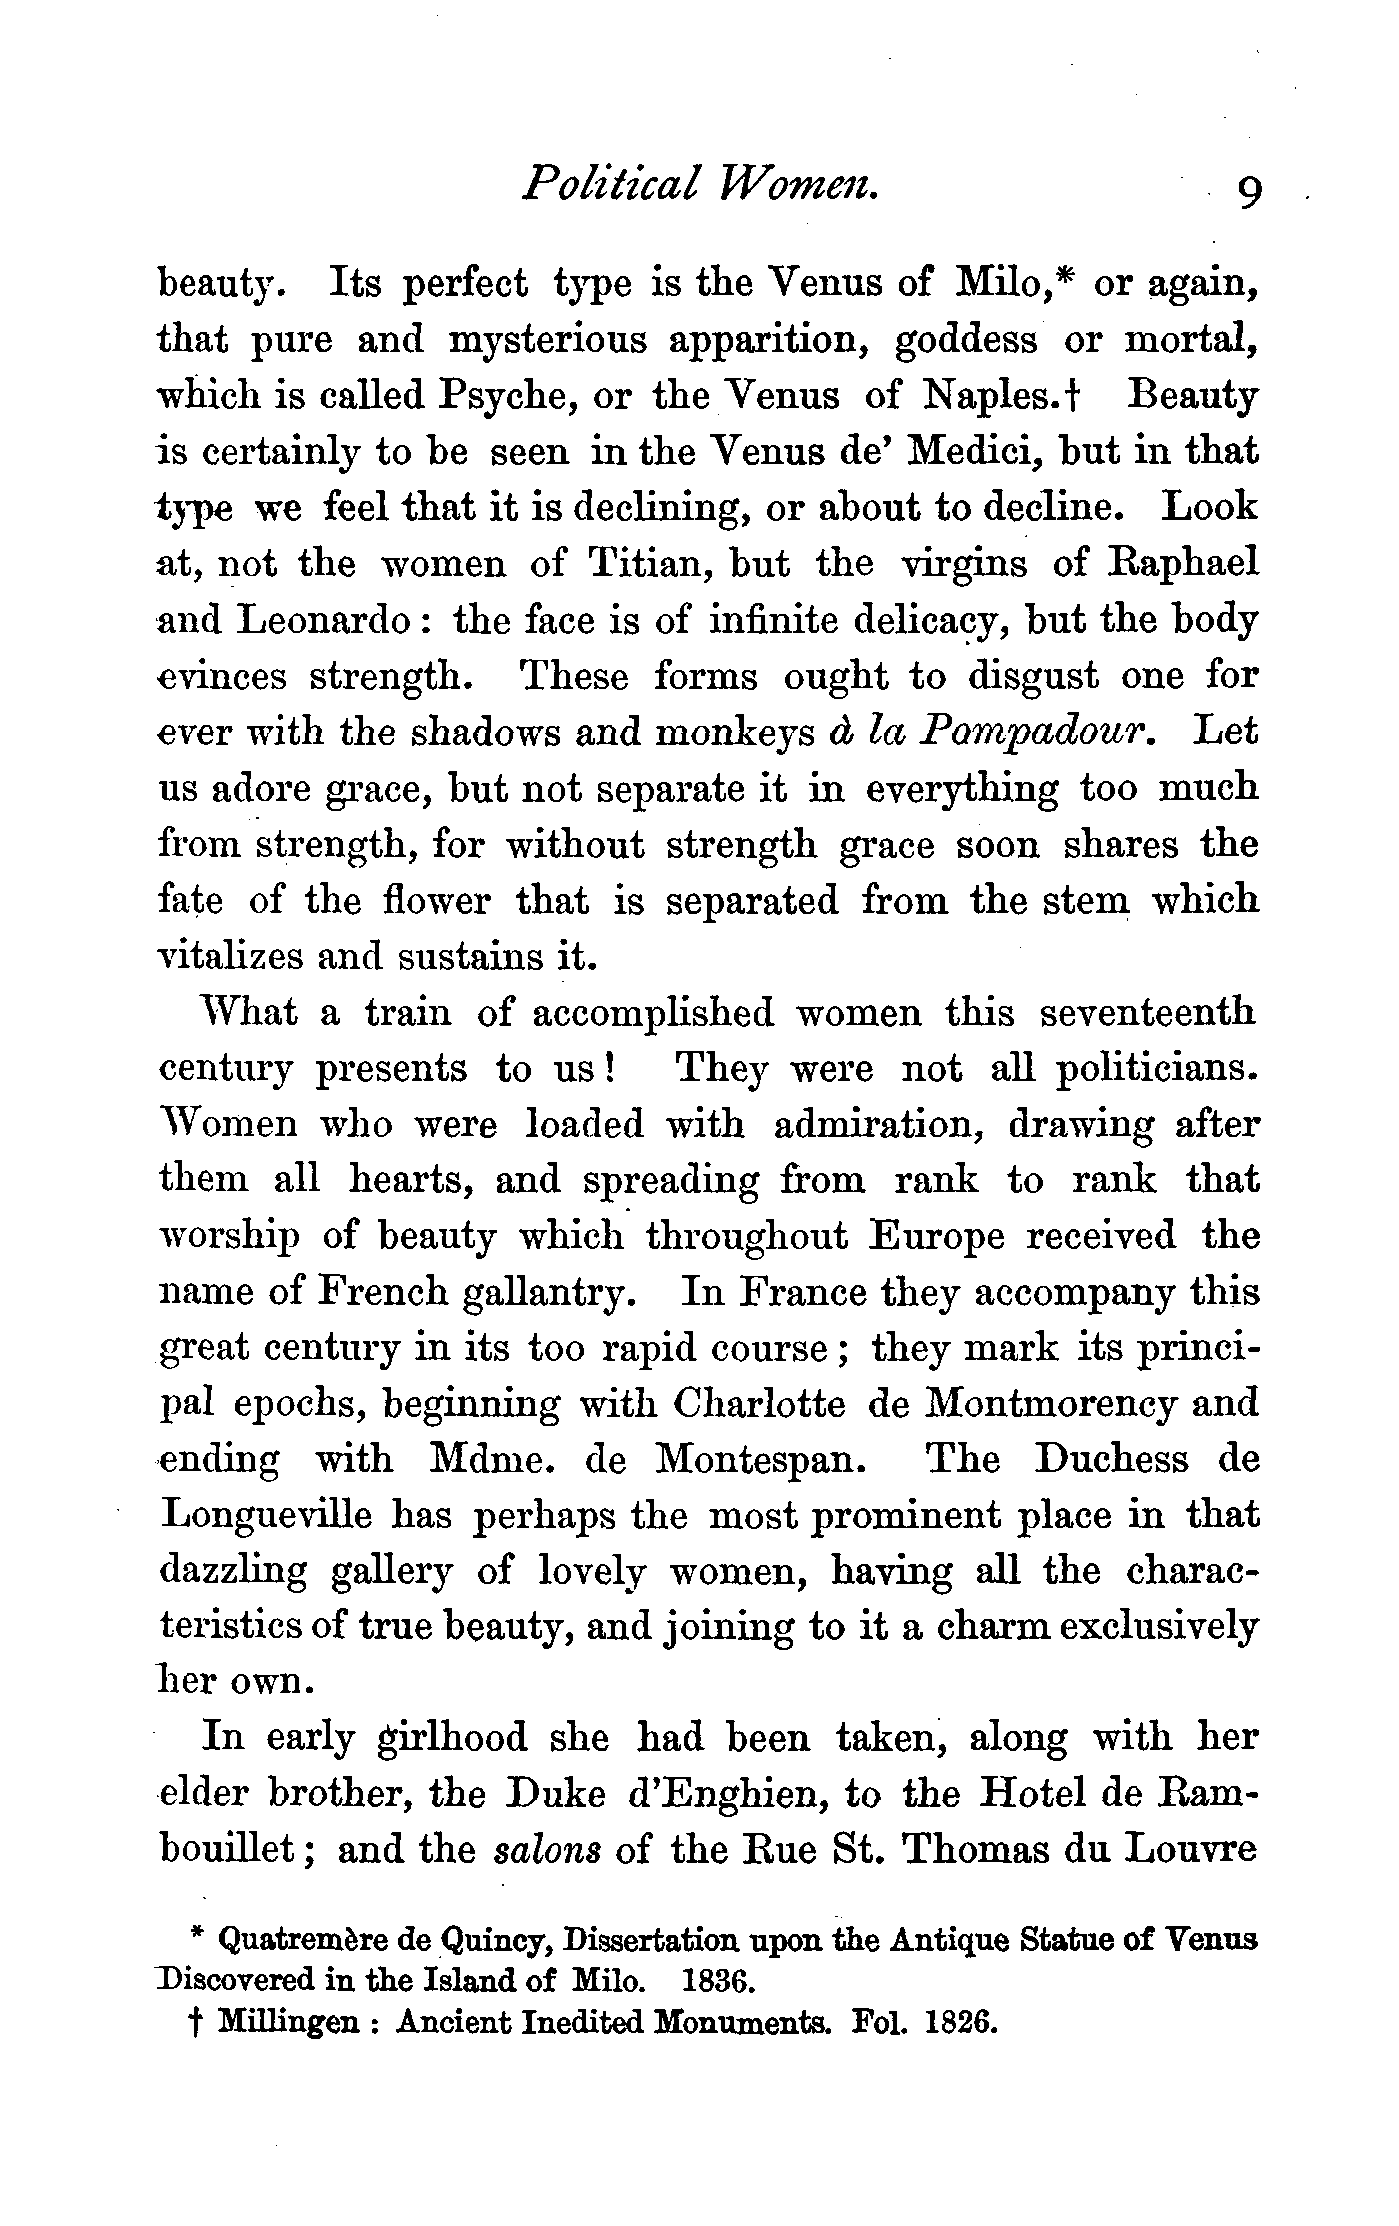 Political Women. 9
beauty. Its perfect type is the Venus of Milo,* or again,
that pure and mysterious apparition, goddess or mortal,
which is called Psyche, or the Venus of Naples.† Beauty
is certainly to be seen in the Venus de' Medici, but in that
type we feel that it is declining, or about to decline. Look
at, not the women of Titian, but the virgins of Raphael
and Leonardo : the face is of infinite delicacy, but the body
evinces strength. These forms ought to disgust one for
ever with the shadows and monkeys à la Pompadour. Let
us adore grace, but not separate it in everything too much
from strength, for without strength grace soon shares the
fate of the flower that is separated from the stem which
vitalizes and sustains it.
What a train of accomplished women this seventeenth
century presents to us ! They were not all politicians.
Women who were loaded with admiration, drawing after
them all hearts, and spreading from rank to rank that
worship of beauty which throughout Europe received the
name of French gallantry. In France they accompany this
great century in its too rapid course ; they mark its princi-
pal epochs, beginning with Charlotte de Montmorency and
ending with Mdme. de Montespan. The Duchess de
Longueville has perhaps the most prominent place in that
dazzling gallery of lovely women, having all the charac-
teristics of true beauty, and joining to it a charm exclusively
her own.
In early girlhood she had been taken, along with her
elder brother, the Duke d'Enghien, to the Hotel de Ram-
bouillet ; and the salons of the Rue St. Thomas du Louvre
* Quatremère de Quincy, Dissertation upon the Antique Statue of Venus
Discovered in the Island of Milo. 1836.
† Millingen : Ancient Inedited Monuments. Fol. 1826.